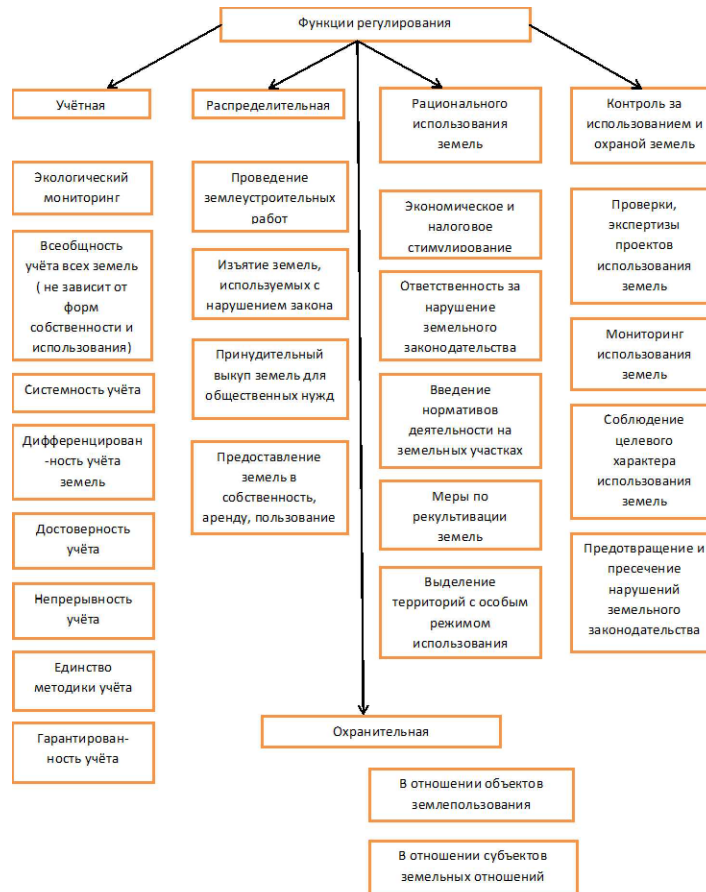 Функции регулирования
Учётная
Экологический
мониторинг
Всеобщность
учёта всех земель
( не зависит от
форм
собственности и
использования)
Системность учёта
Дифференцирован
-ность учёта
земель
Достоверность
учёта
Непрерывность
учёта
Единство
методики учёта
Гарантирован-
ность учёта
Распределительная
Проведение
землеустроительных
работ
Изъятие земель,
используемых с
нарушением закона
Принудительный
выкуп земель для
общественных нужд
Предоставление
земель в
собственность,
аренду, пользование
Рационального
использования
земель
Экономическое и
налоговое
стимулирование
Ответственность за
нарушение
земельного
законодательства
Введение
нормативов
деятельности на
земельных участках
Меры по
рекультивации
земель
Выделение
территорий с особым
режимом
использования
Контроль за
использованием и
охраной земель
Проверки,
экспертизы
проектов
использования
земель
Мониторинг
использования
земель
Соблюдение
целевого
характера
использования
земель
Предотвращение и
пресечение
нарушений
земельного
законодательства
Охранительная
В отношении объектов
землепользования
В отношении субъектов
земельных отношений